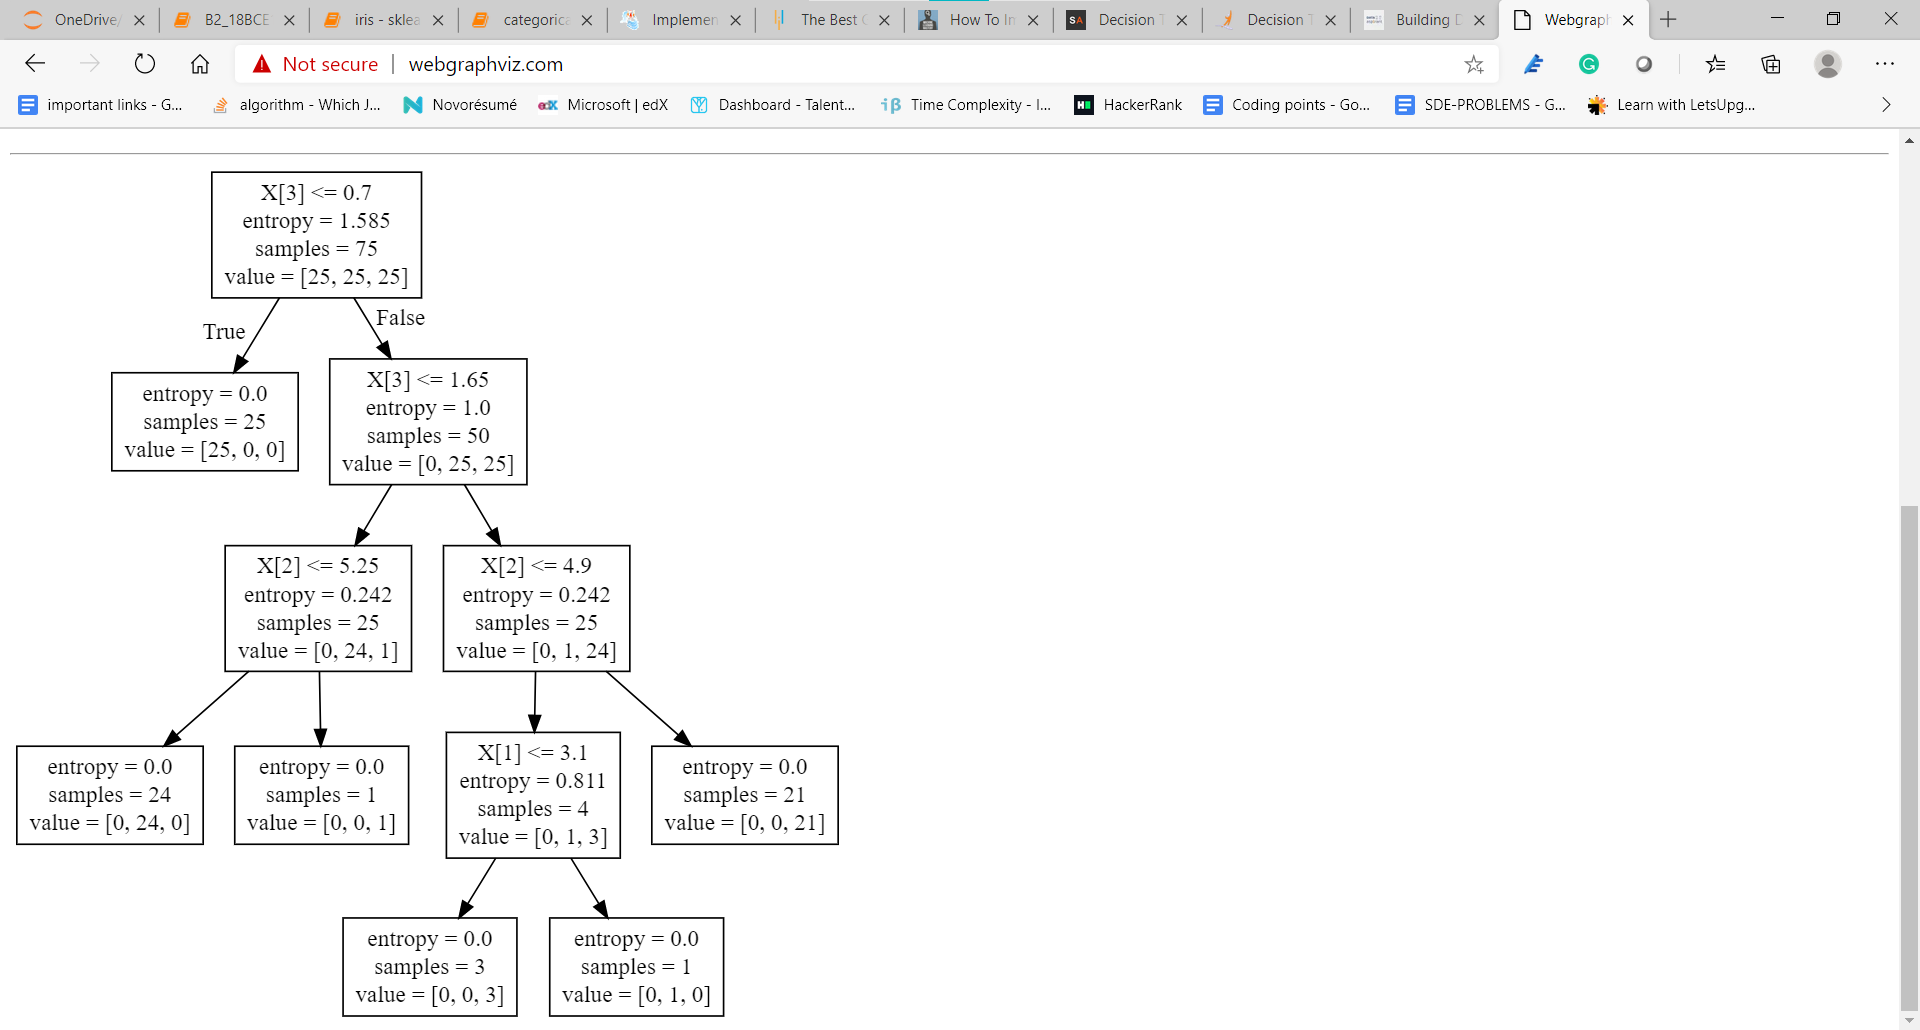 OneDrive/
B2_18BCE
iris - sklea
categorica
Implemen
The Best
How To In
SA
Decision T
Decision T
Building D
Webgraph
Not secure
webgraphviz.com
important links - G...
algorithm - Which J...
Novorésumé
edX
Microsoft | edX
Dashboard - Talent...
Time Complexity - I...
HackerRank
Coding points - Go...
SDE-PROBLEMS - G...
Learn with LetsUpg...
X[3] <= 0.7
entropy = 1.585
samples = 75
value = [25, 25, 25]
True
False
entropy = 0.0
samples = 25
value = [25, 0, 0]
X[3] <= 1.65
entropy = 1.0
samples = 50
value = [0, 25, 25]
X[2] <= 5.25
entropy = 0.242
samples = 25
value = [0, 24, 1]
X[2] <= 4.9
entropy = 0.242
samples = 25
value = [0, 1, 24]
entropy = 0.0
samples = 24
value = [0, 24, 0]
entropy = 0.0
samples = 1
value = [0, 0, 1]
X[1] <= 3.1
entropy = 0.811
samples = 4
value = [0, 1, 3]
entropy = 0.0
samples = 21
value = [0, 0, 21]
entropy = 0.0
samples = 3
value = [0, 0, 3]
entropy = 0.0
samples = 1
value = [0, 1, 0]